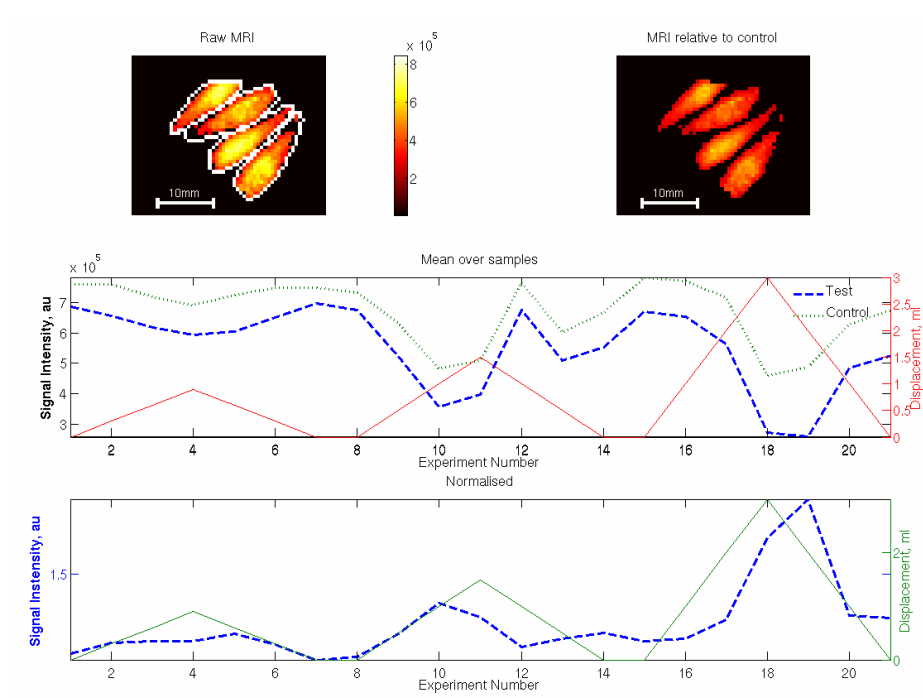 Raw MRI
MRI relative to control
x 10^5
8
6
4
2
10mm
10mm
Mean over samples
x 10^5
7
6
5
4
3
Signal Intensity, au
Test
Control
3
2.5
2
1.5
1
0.5
0
Displacement, ml
2 4 6 8 10 12 14 16 18 20
Experiment Number
Normalised
Signal Instensity, au
1.5
2
1
0
Displacement, ml
2 4 6 8 10 12 14 16 18 20
Experiment Number